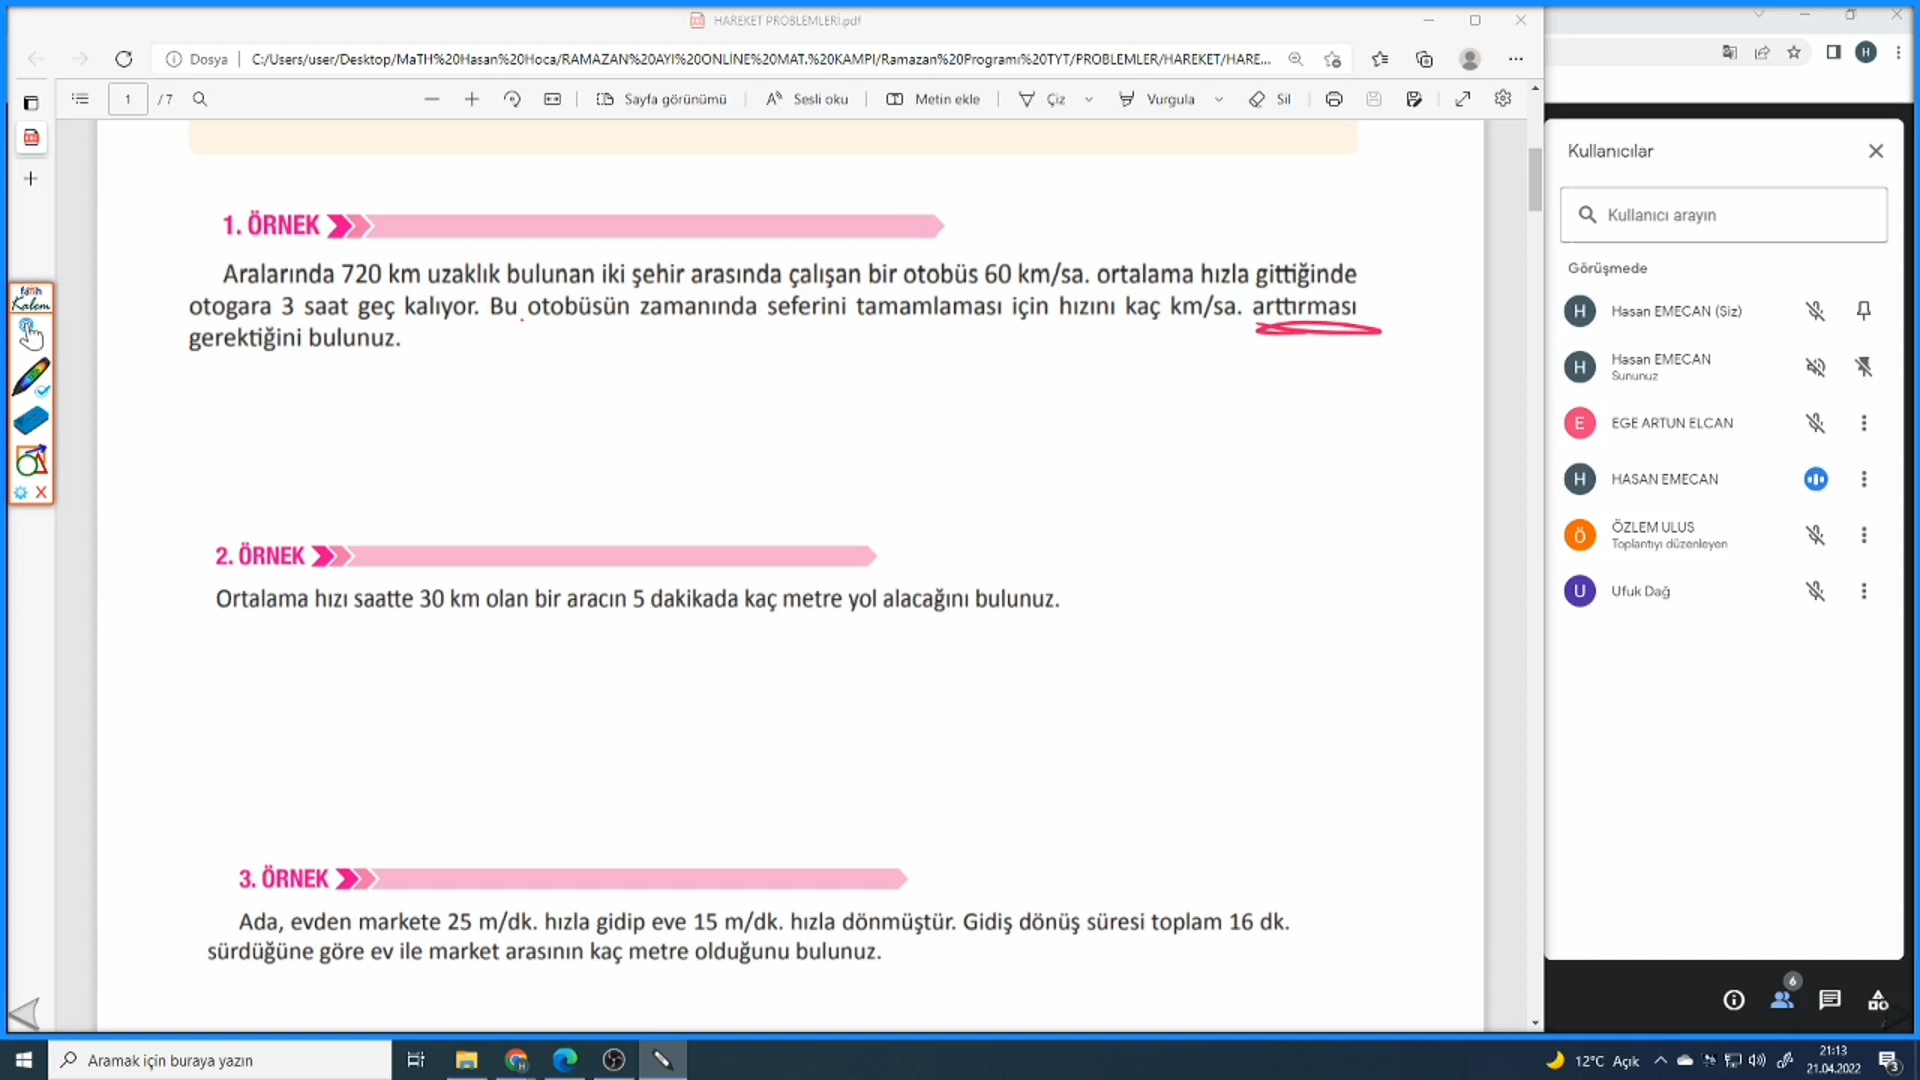 HAREKET PROBLEMLERİ.pdf
Dosya
C:/Users/user/Desktop/MaTH%20Hasan%20Hoca/RAMAZAN%20AYI%20ONLİNE%20MAT.%20KAMPI/Ramazan%20Programı%20TYT/PROBLEMLER/HAREKET/HARE...
1 /7
Sayfa görünümü
Sesli oku
Metin ekle
Çiz
Vurgula
Sil
fatih
Kalem
1. ÖRNEK
Aralarında 720 km uzaklık bulunan iki şehir arasında çalışan bir otobüs 60 km/sa. ortalama hızla gittiğinde
otogara 3 saat geç kalıyor. Bu otobüsün zamanında seferini tamamlaması için hızını kaç km/sa. arttırması
gerektiğini bulunuz.
2. ÖRNEK
Ortalama hızı saatte 30 km olan bir aracın 5 dakikada kaç metre yol alacağını bulunuz.
3. ÖRNEK
Ada, evden markete 25 m/dk. hızla gidip eve 15 m/dk. hızla dönmüştür. Gidiş dönüş süresi toplam 16 dk.
sürdüğüne göre ev ile market arasının kaç metre olduğunu bulunuz.
H
Kullanıcılar
Kullanıcı arayın
Görüşmede
H Hasan EMECAN (Siz)
H Hasan EMECAN
Sununuz
E EGE ARTUN ELCAN
H HASAN EMECAN
Ö ÖZLEM ULUS
Toplantıyı düzenleyen
U Ufuk Dağ
6
Aramak için buraya yazın
12°C Açık
21:13
21.04.2022
3